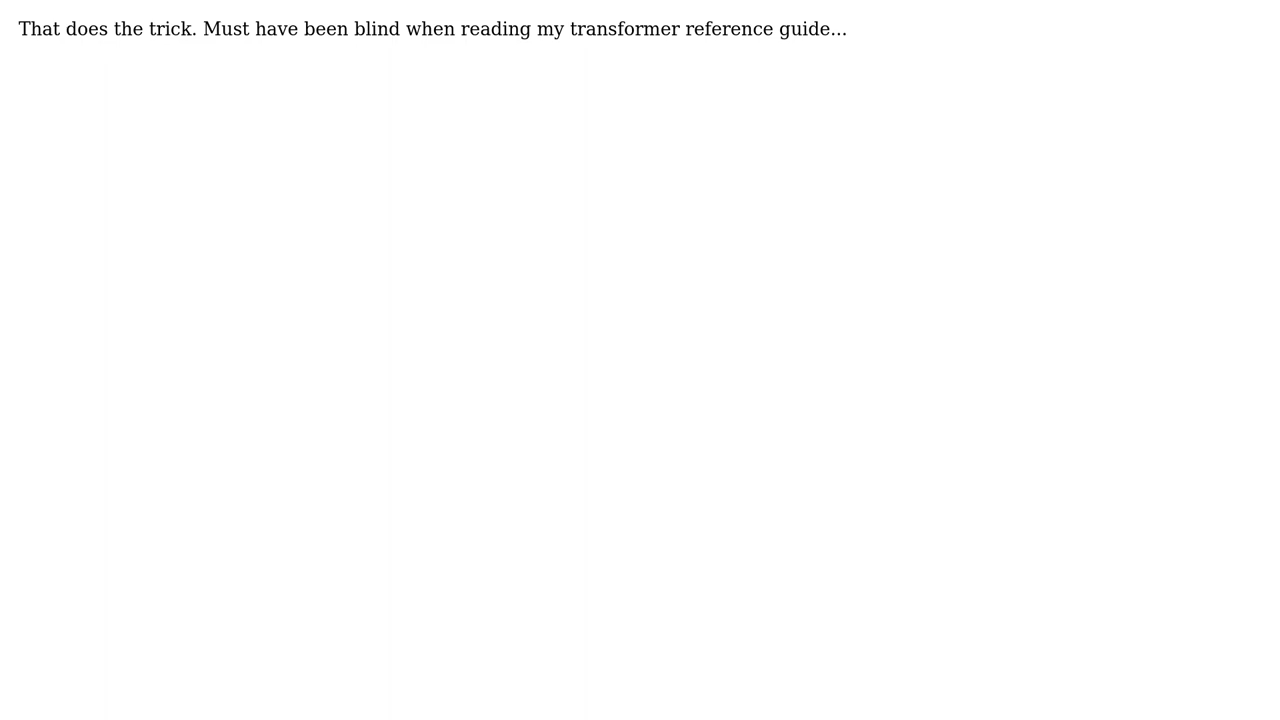 That does the trick. Must have been blind when reading my transformer reference guide...